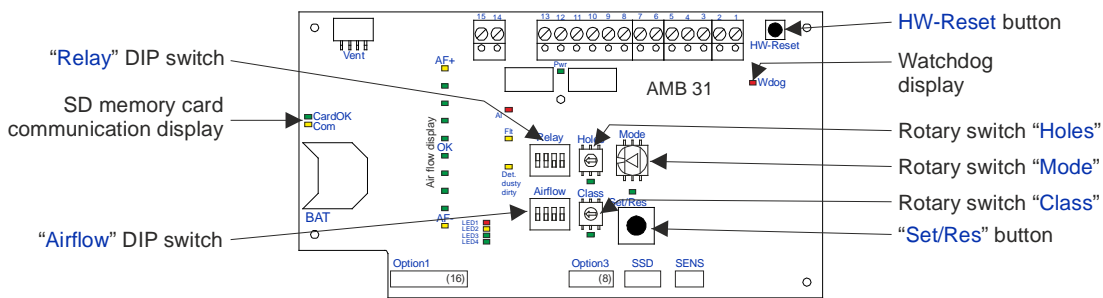 15 14
13 12 11 10 9 8 7 6 5 4 3 2 1
HW-Reset
Vent
AF+
Pwr
Wdog
AMB 31
Al
CardOK
Com
Flt
Relay
Holes
Mode
OK
Air flow display
Det.
dusty
dirty
Airflow
Class
Set/Res
BAT
AF-
LED1
LED2
LED3
LED4
Option1
(16)
Option3
(8)
SSD
SENS
“Relay” DIP switch
SD memory card
communication display
“Airflow” DIP switch
HW-Reset button
Watchdog
display
Rotary switch “Holes”
Rotary switch “Mode”
Rotary switch “Class”
“Set/Res” button